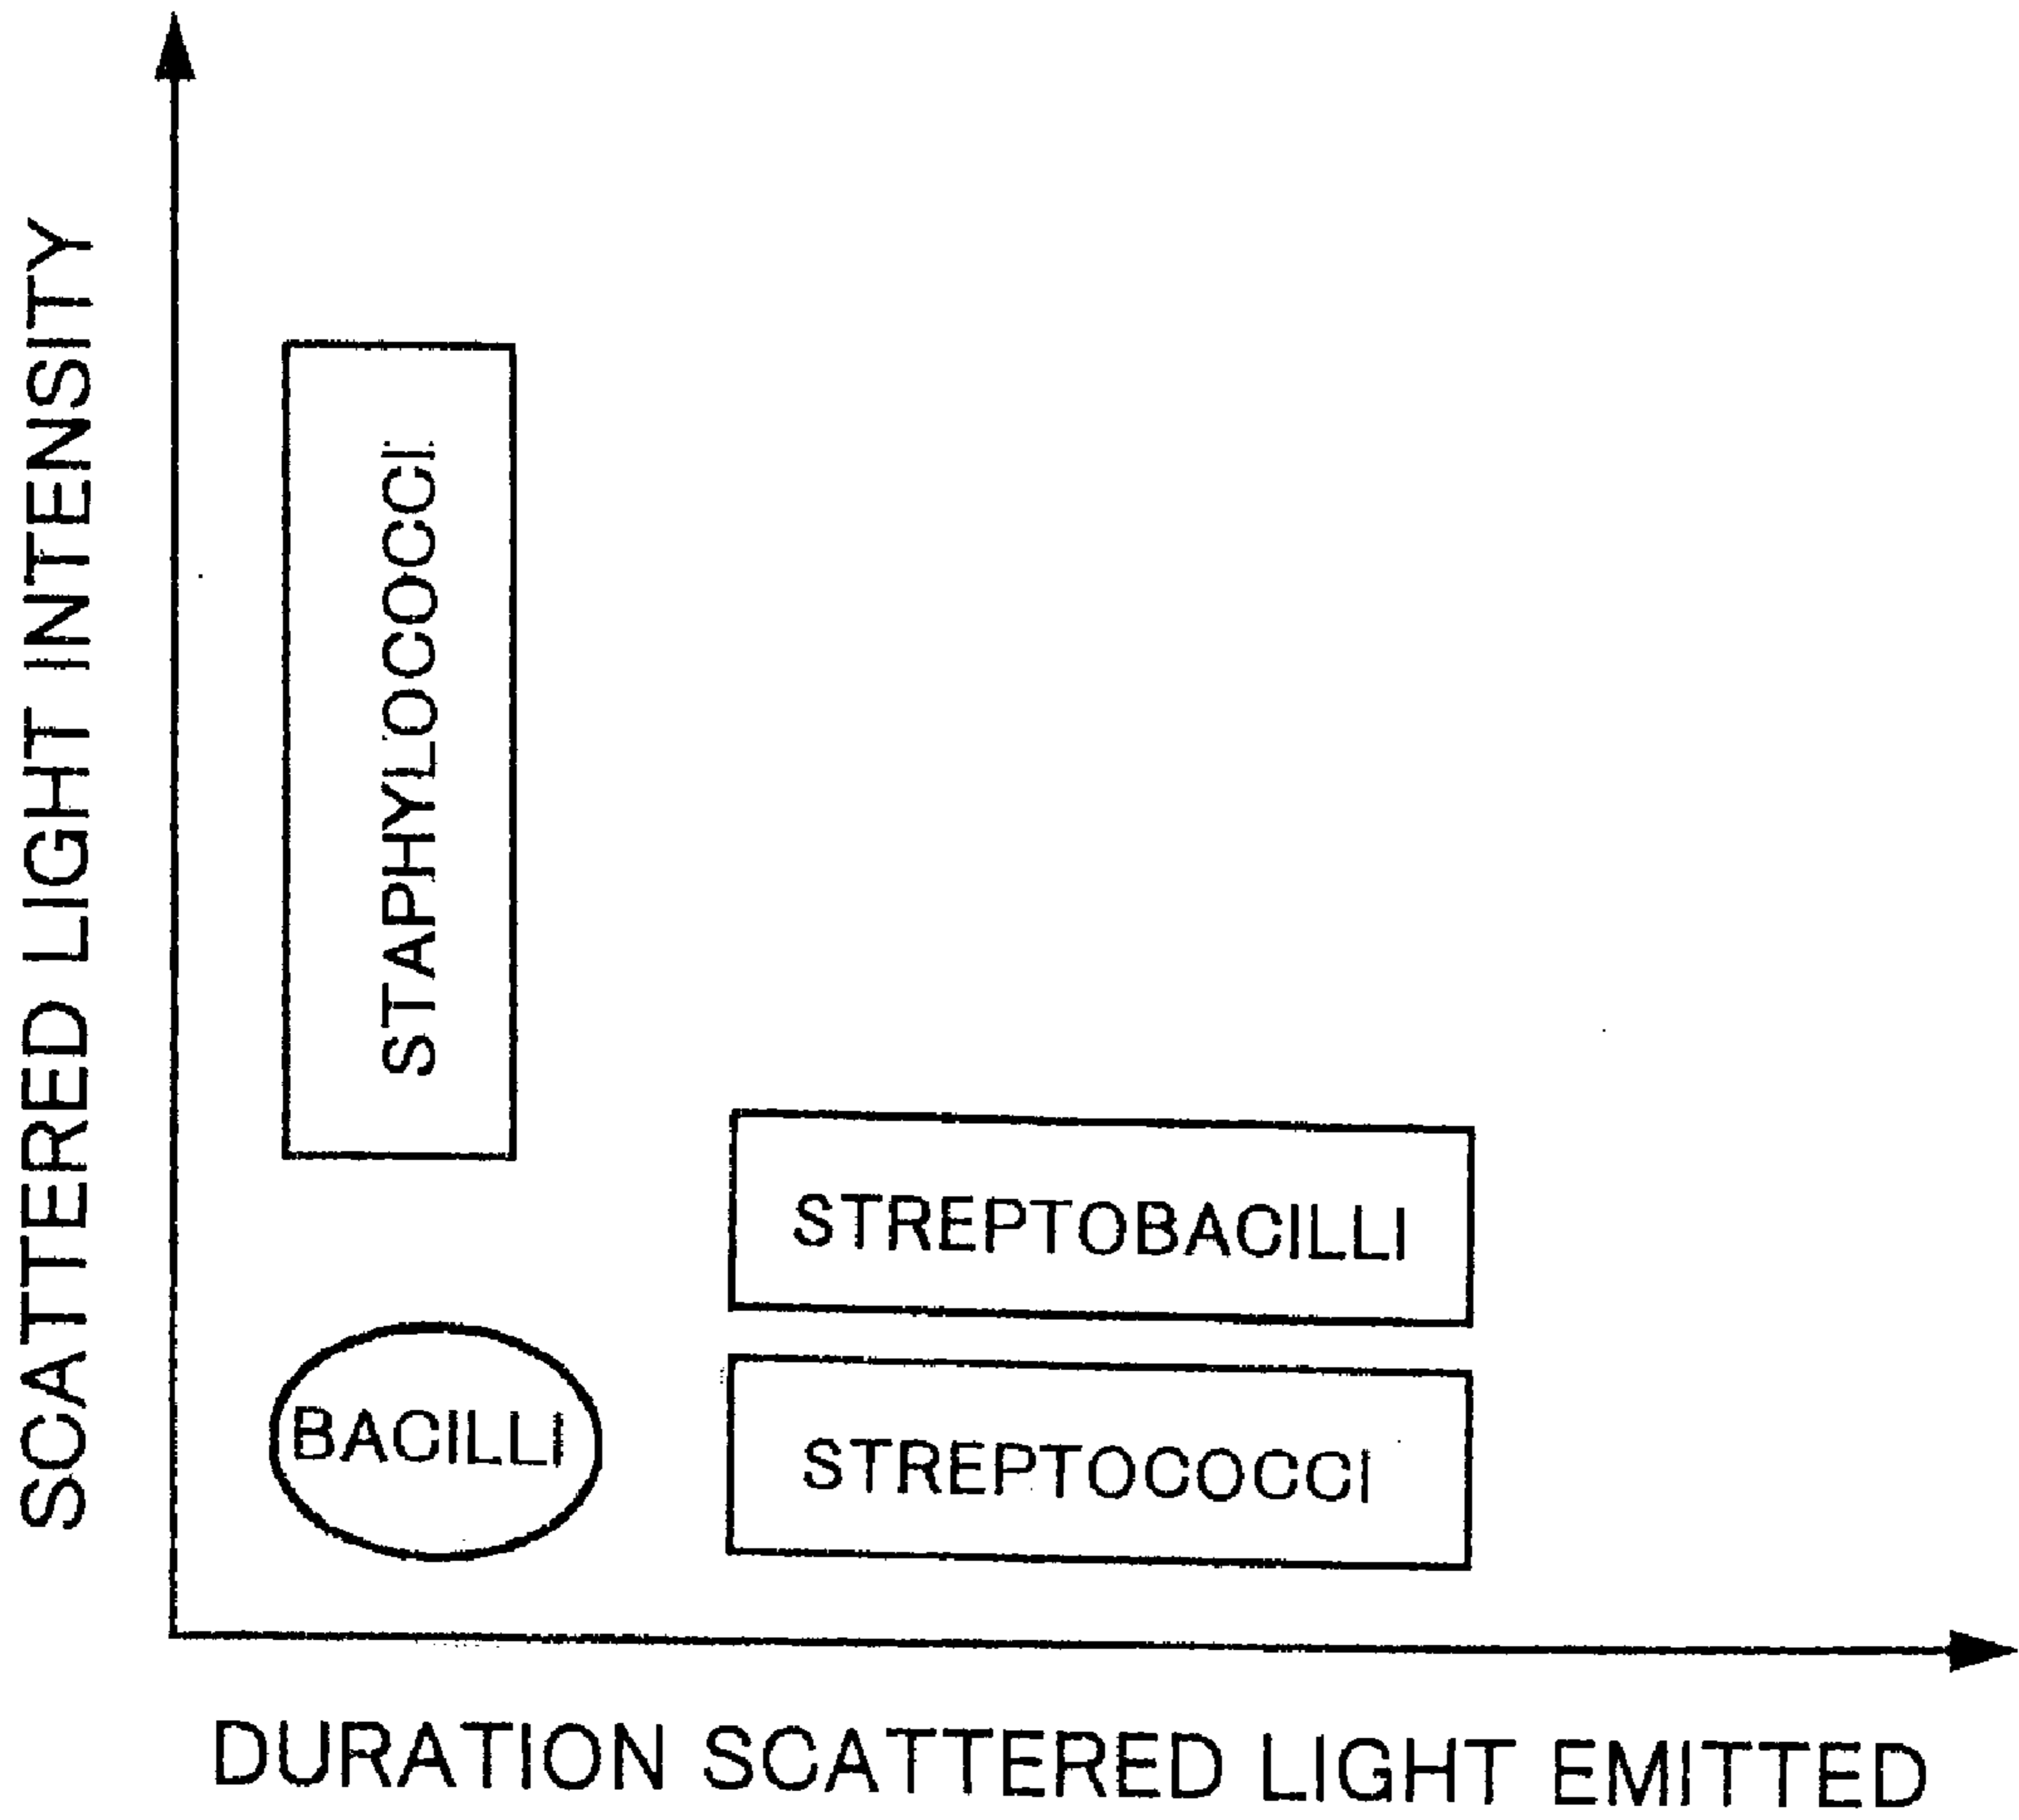 SCATTERED LIGHT INTENSITY
STAPHYLOCOCCI
STREPTOBACILLI
BACILLI
STREPTOCOCCI
DURATION SCATTERED LIGHT EMITTED